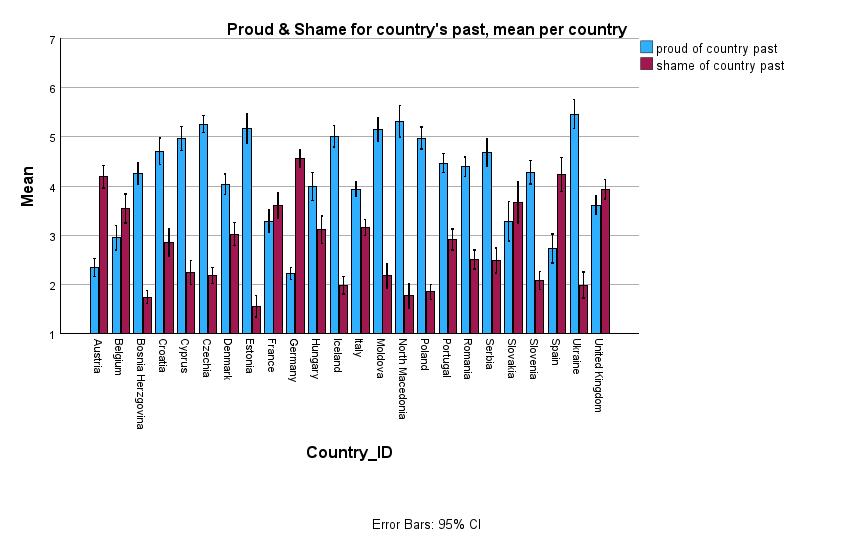 Proud & Shame for country's past, mean per country
proud of country past
shame of country past
7
6
5
4
3
2
1
Mean
Austria
Belgium
Bosnia Herzgovina
Croatia
Cyprus
Czechia
Denmark
Estonia
France
Germany
Hungary
Iceland
Italy
Moldova
North Macedonia
Poland
Portugal
Romania
Serbia
Slovakia
Slovenia
Spain
Ukraine
United Kingdom
Country_ID
Error Bars: 95% CI